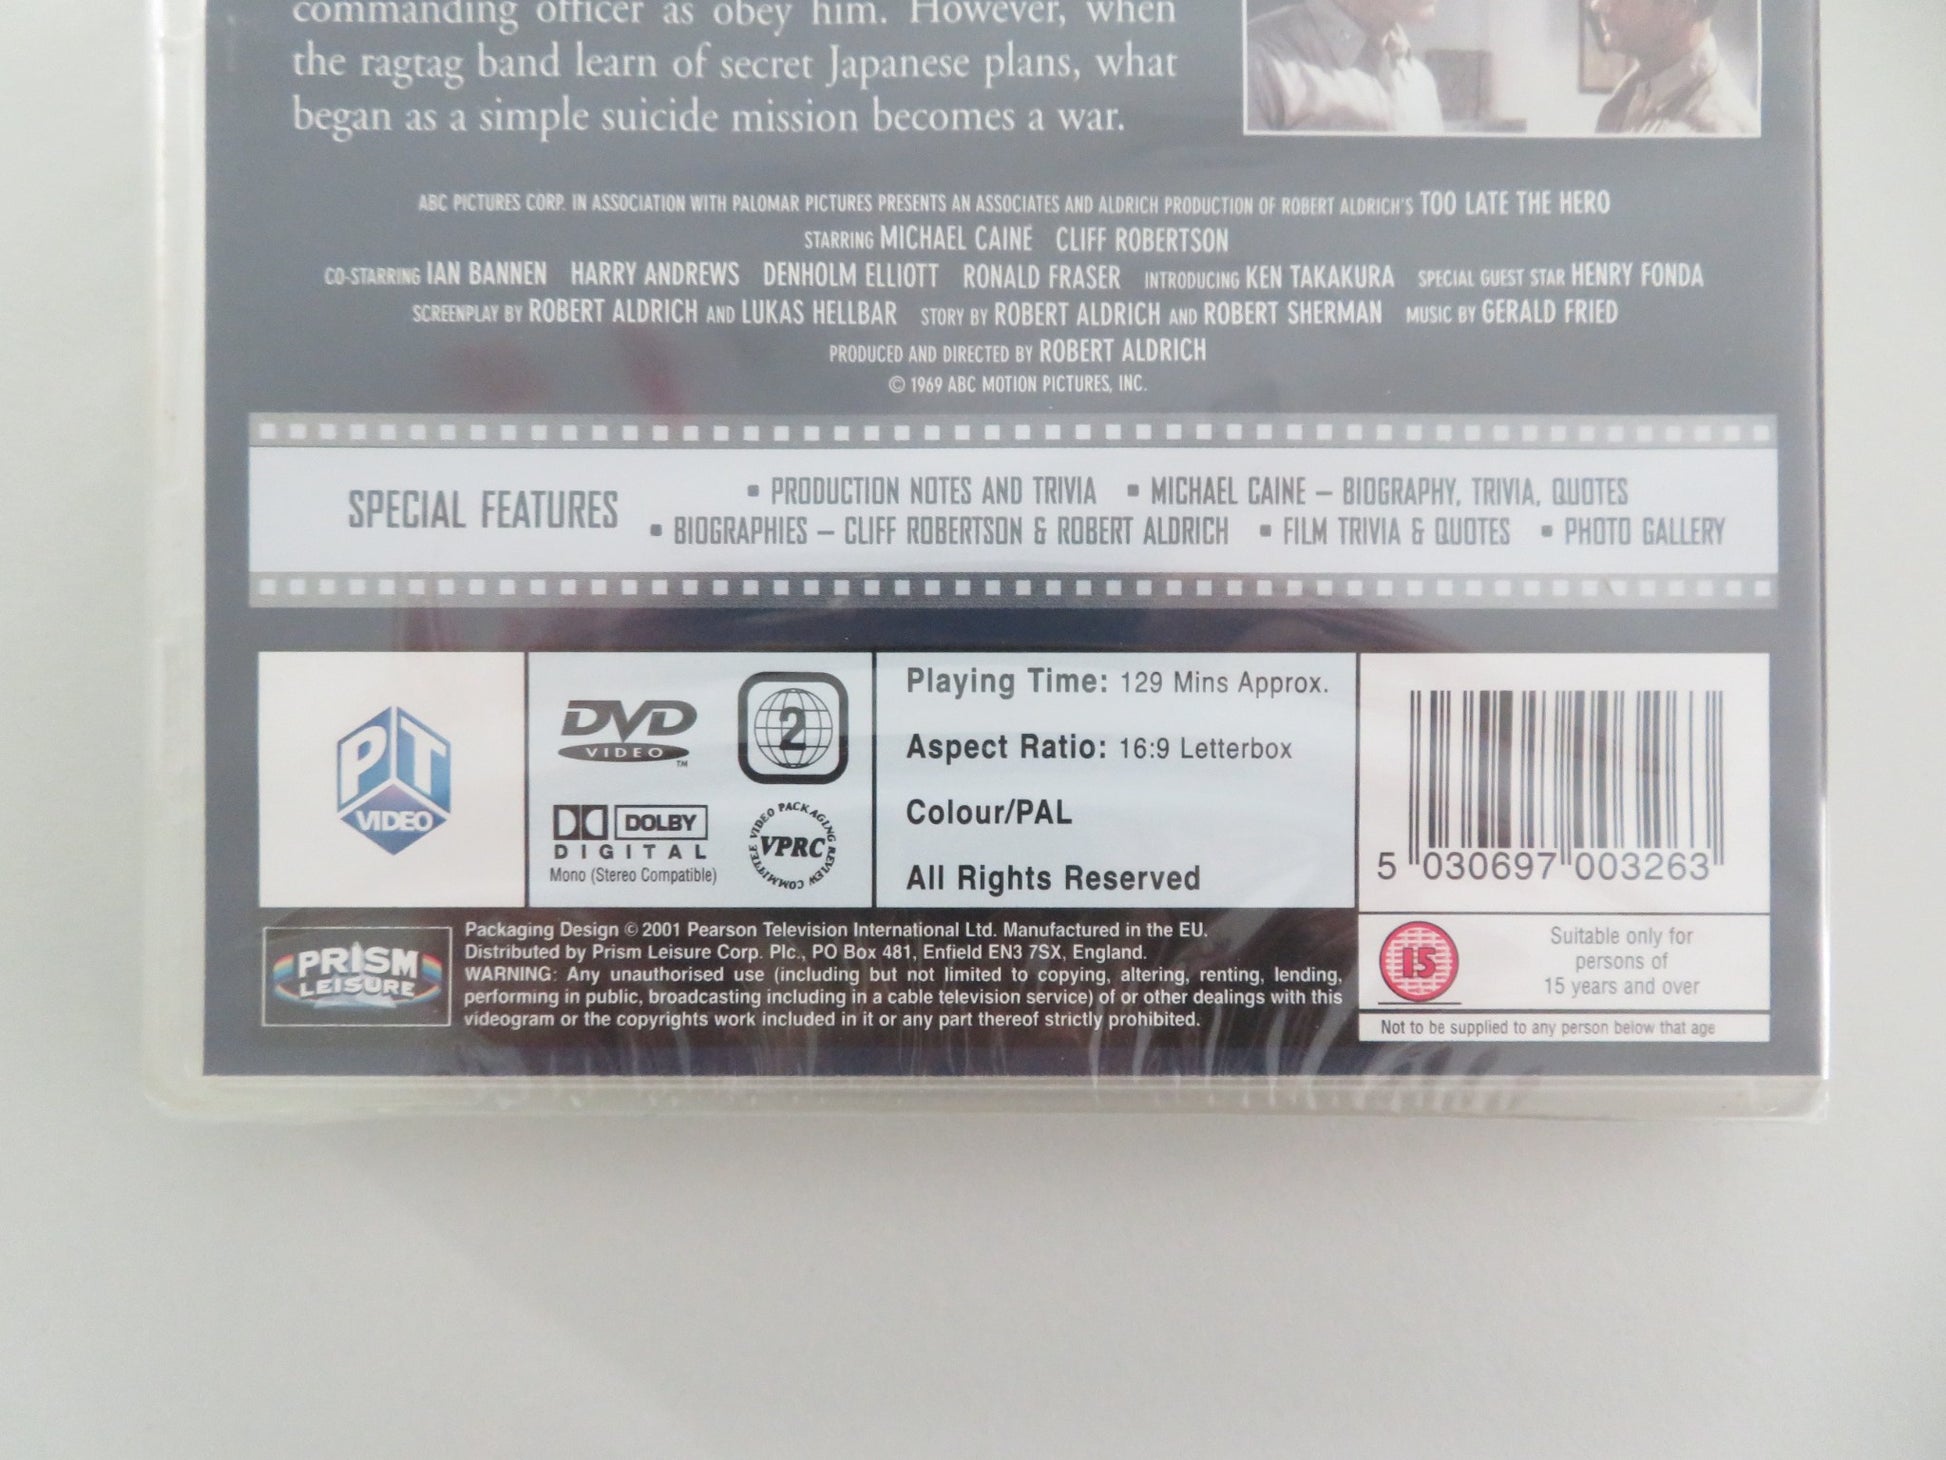 commanding officer as obey him. However, when
the ragtag band learn of secret Japanese plans, what
began as a simple suicide mission becomes a war.
ABC PICTURES CORP. IN ASSOCIATION WITH PALOMAR PICTURES PRESENTS AN ASSOCIATES AND ALDRICH PRODUCTION OF ROBERT ALDRICH'S TOO LATE THE HERO
STARRING MICHAEL CAINE CLIFF ROBERTSON
CO-STARRING IAN BANNEN HARRY ANDREWS DENHOLM ELLIOTT RONALD FRASER INTRODUCING KEN TAKAKURA SPECIAL GUEST STAR HENRY FONDA
SCREENPLAY BY ROBERT ALDRICH AND LUKAS HELLBAR STORY BY ROBERT ALDRICH AND ROBERT SHERMAN MUSIC BY GERALD FRIED
PRODUCED AND DIRECTED BY ROBERT ALDRICH
© 1969 ABC MOTION PICTURES, INC.
SPECIAL FEATURES
• PRODUCTION NOTES AND TRIVIA • MICHAEL CAINE – BIOGRAPHY, TRIVIA, QUOTES
• BIOGRAPHIES – CLIFF ROBERTSON & ROBERT ALDRICH • FILM TRIVIA & QUOTES • PHOTO GALLERY
PT
VIDEO
DVD
VIDEO
TM
2
DOLBY
DIGITAL
Mono (Stereo Compatible)
VIDEO PACKAGING REVIEW COMMITTEE
VPRC
Playing Time: 129 Mins Approx.
Aspect Ratio: 16:9 Letterbox
Colour/PAL
All Rights Reserved
5 030697 003263
PRISM
LEISURE
Packaging Design © 2001 Pearson Television International Ltd. Manufactured in the EU.
Distributed by Prism Leisure Corp. Plc., PO Box 481, Enfield EN3 7SX, England.
WARNING: Any unauthorised use (including but not limited to copying, altering, renting, lending,
performing in public, broadcasting including in a cable television service) of or other dealings with this
videogram or the copyrights work included in it or any part thereof strictly prohibited.
15
Suitable only for
persons of
15 years and over
Not to be supplied to any person below that age